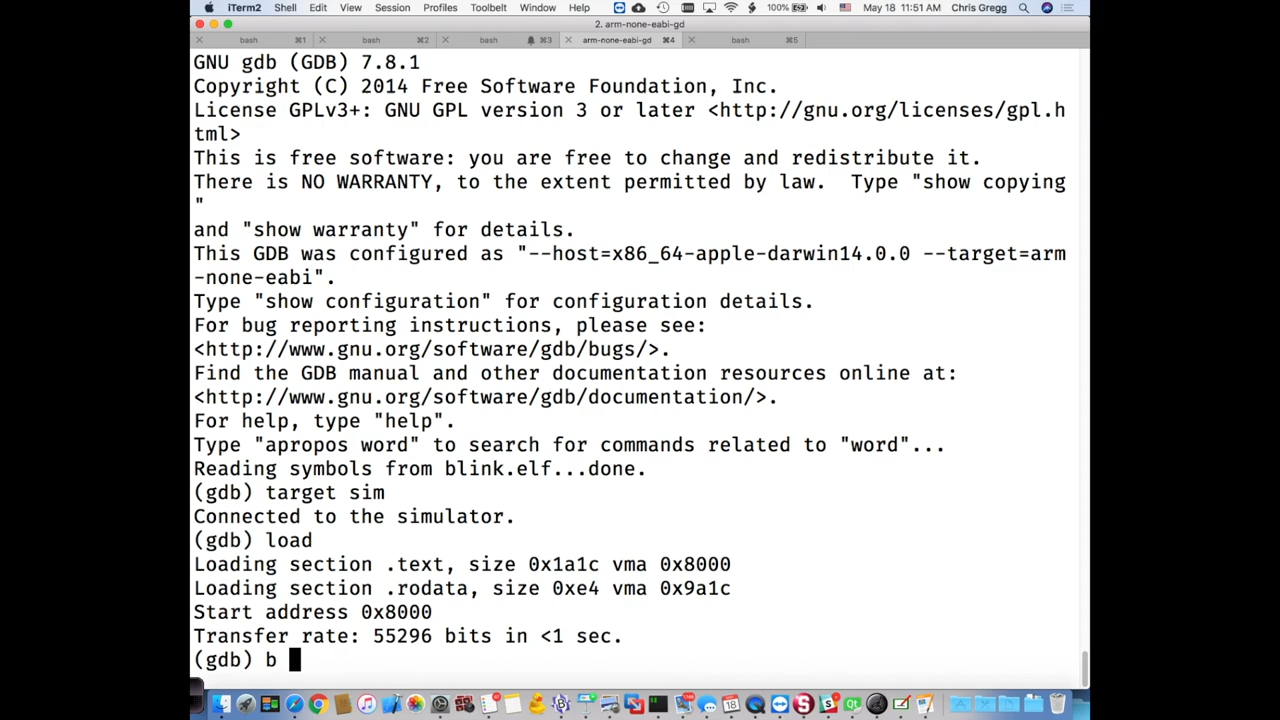 iTerm2 Shell Edit View Session Profiles Toolbelt Window Help 100% May 18 11:51 AM Chris Gregg
2. arm-none-eabi-gd
bash ⌘1 bash ⌘2 bash ⌘3 arm-none-eabi-gd ⌘4 bash ⌘5
GNU gdb (GDB) 7.8.1
Copyright (C) 2014 Free Software Foundation, Inc.
License GPLv3+: GNU GPL version 3 or later <http://gnu.org/licenses/gpl.h
tml>
This is free software: you are free to change and redistribute it.
There is NO WARRANTY, to the extent permitted by law.  Type "show copying
"
and "show warranty" for details.
This GDB was configured as "--host=x86_64-apple-darwin14.0.0 --target=arm
-none-eabi".
Type "show configuration" for configuration details.
For bug reporting instructions, please see:
<http://www.gnu.org/software/gdb/bugs/>.
Find the GDB manual and other documentation resources online at:
<http://www.gnu.org/software/gdb/documentation/>.
For help, type "help".
Type "apropos word" to search for commands related to "word"...
Reading symbols from blink.elf...done.
(gdb) target sim
Connected to the simulator.
(gdb) load
Loading section .text, size 0x1a1c vma 0x8000
Loading section .rodata, size 0xe4 vma 0x9a1c
Start address 0x8000
Transfer rate: 55296 bits in <1 sec.
(gdb) b
18